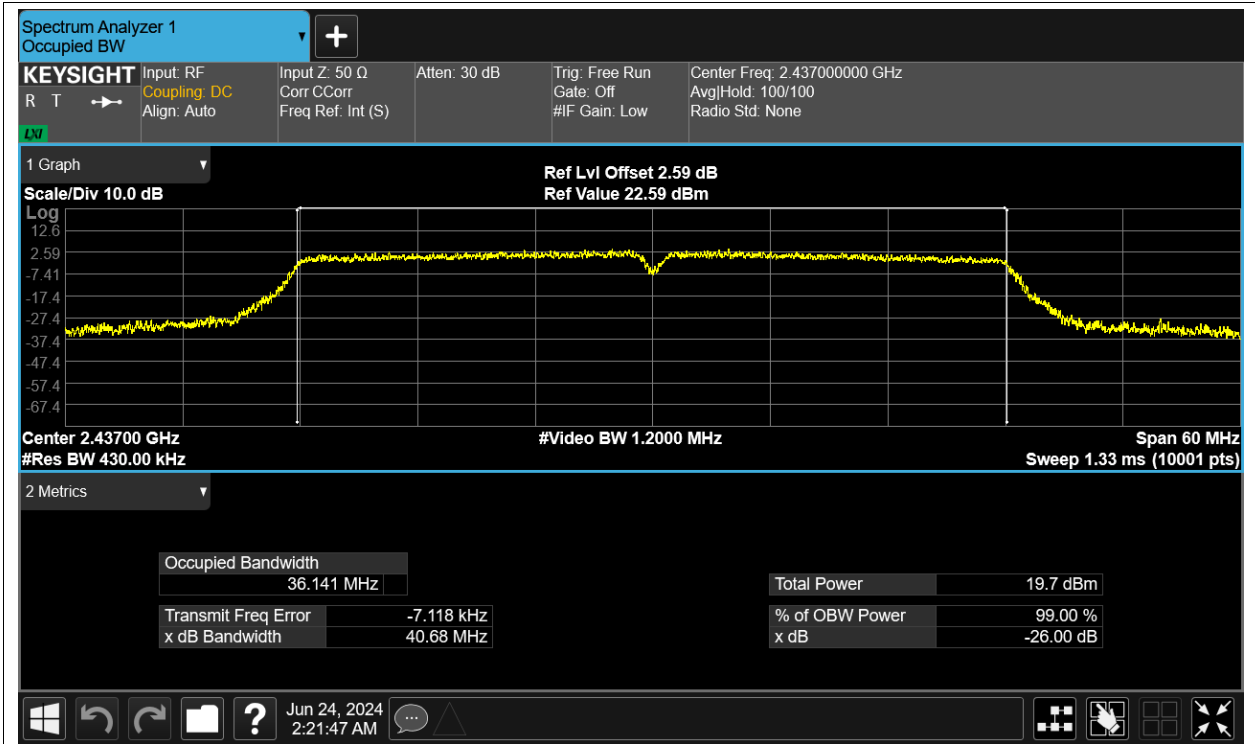 Spectrum Analyzer 1
Occupied BW
KEYSIGHT
R T
LXI
Input: RF
Coupling: DC
Align: Auto
Input Z: 50 Ω
Corr CCorr
Freq Ref: Int (S)
Atten: 30 dB
Trig: Free Run
Gate: Off
#IF Gain: Low
Center Freq: 2.437000000 GHz
Avg|Hold: 100/100
Radio Std: None
1 Graph
Scale/Div 10.0 dB
Ref Lvl Offset 2.59 dB
Ref Value 22.59 dBm
Log
12.6
2.59
-7.41
-17.4
-27.4
-37.4
-47.4
-57.4
-67.4
Center 2.43700 GHz
#Video BW 1.2000 MHz
Span 60 MHz
#Res BW 430.00 kHz
Sweep 1.33 ms (10001 pts)
2 Metrics
Occupied Bandwidth
36.141 MHz
Transmit Freq Error -7.118 kHz
x dB Bandwidth 40.68 MHz
Total Power 19.7 dBm
% of OBW Power 99.00 %
x dB -26.00 dB
?
Jun 24, 2024
2:21:47 AM